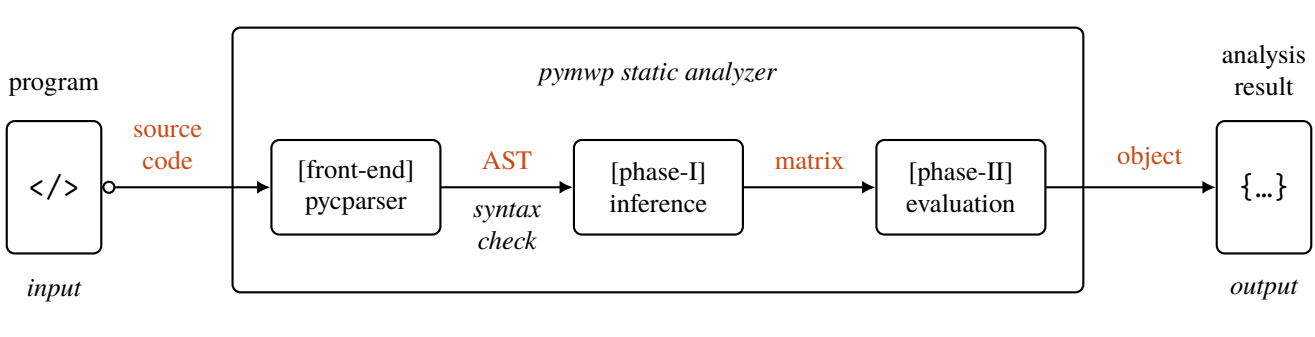 program
</>
input
source
code
pymwp static analyzer
[front-end]
pycparser
AST
syntax
check
[phase-I]
inference
matrix
[phase-II]
evaluation
object
analysis
result
{…}
output